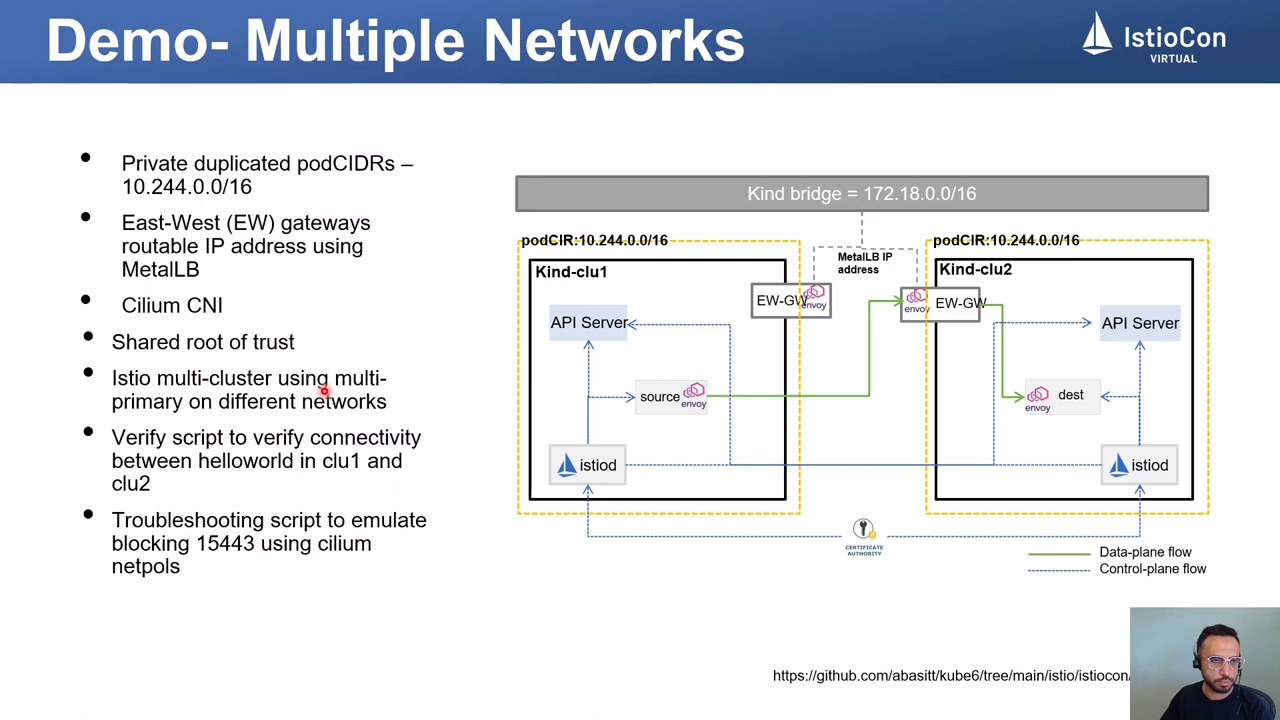 Demo- Multiple Networks
IstioCon
VIRTUAL
• Private duplicated podCIDRs –
10.244.0.0/16
• East-West (EW) gateways
routable IP address using
MetalLB
• Cilium CNI
• Shared root of trust
• Istio multi-cluster using multi-
primary on different networks
• Verify script to verify connectivity
between helloworld in clu1 and
clu2
• Troubleshooting script to emulate
blocking 15443 using cilium
netpols
Kind bridge = 172.18.0.0/16
podCIR:10.244.0.0/16
podCIR:10.244.0.0/16
MetalLB IP
address
Kind-clu1
Kind-clu2
EW-GW
envoy
envoy
EW-GW
API Server
API Server
source
envoy
envoy
dest
istiod
istiod
CERTIFICATE
AUTHORITY
Data-plane flow
Control-plane flow
https://github.com/abasitt/kube6/tree/main/istio/istiocon